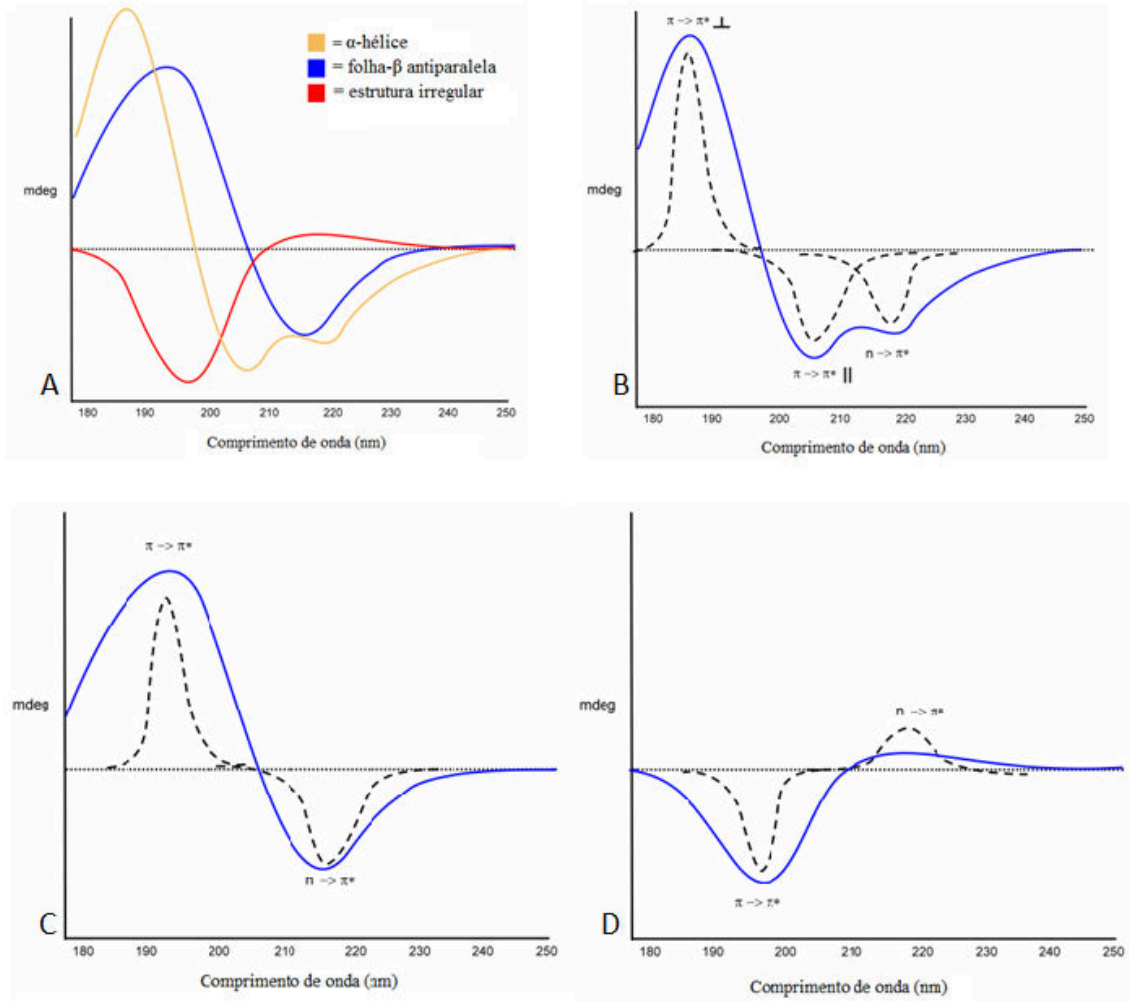 = α-hélice
= folha-β antiparalela
= estrutura irregular
mdeg
A
180 190 200 210 220 230 240 250
Comprimento de onda (nm)
π -> π* ⊥
mdeg
n -> π*
π -> π* ||
B
180 190 200 210 220 230 240 250
Comprimento de onda (nm)
π -> π*
mdeg
n -> π*
C
180 190 200 210 220 230 240 250
Comprimento de onda (nm)
n -> π*
mdeg
π -> π*
D
180 190 200 210 220 230 240 250
Comprimento de onda (nm)